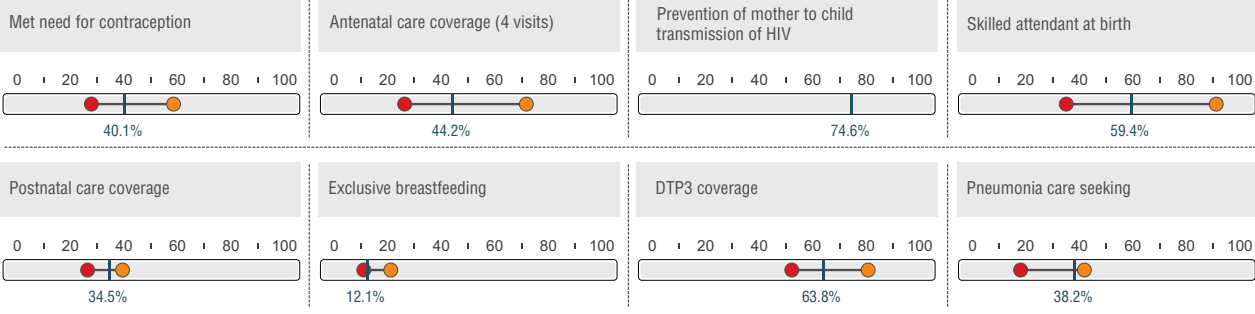 Met need for contraception
0 20 40 60 80 100
40.1%
Antenatal care coverage (4 visits)
0 20 40 60 80 100
44.2%
Prevention of mother to child
transmission of HIV
0 20 40 60 80 100
74.6%
Skilled attendant at birth
0 20 40 60 80 100
59.4%
Postnatal care coverage
0 20 40 60 80 100
34.5%
Exclusive breastfeeding
0 20 40 60 80 100
12.1%
DTP3 coverage
0 20 40 60 80 100
63.8%
Pneumonia care seeking
0 20 40 60 80 100
38.2%